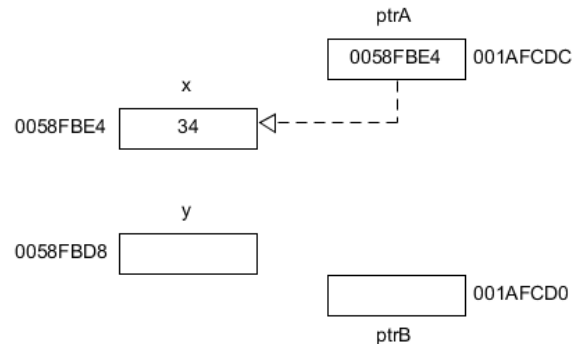 ptrA
0058FBE4 001AFCDC
x
0058FBE4 34
y
0058FBD8
001AFCD0
ptrB